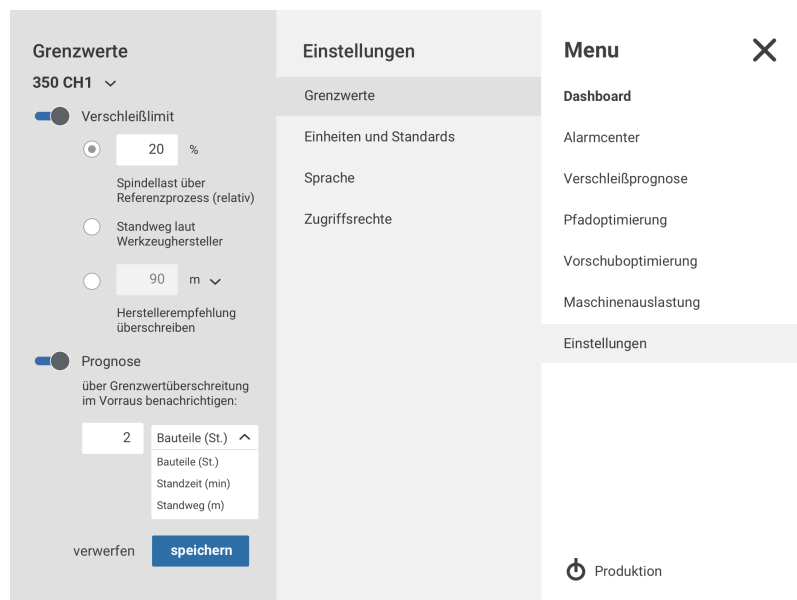 Grenzwerte
350 CH1
Verschleißlimit
20 %
Spindellast über
Referenzprozess (relativ)
Standweg laut
Werkzeughersteller
90 m
Herstellerempfehlung
überschreiben
Prognose
über Grenzwertüberschreitung
im Vorraus benachrichtigen:
2 Bauteile (St.)
Bauteile (St.)
Standzeit (min)
Standweg (m)
verwerfen speichern
Einstellungen
Grenzwerte
Einheiten und Standards
Sprache
Zugriffsrechte
Menu
Dashboard
Alarmcenter
Verschleißprognose
Pfadoptimierung
Vorschuboptimierung
Maschinenauslastung
Einstellungen
Produktion